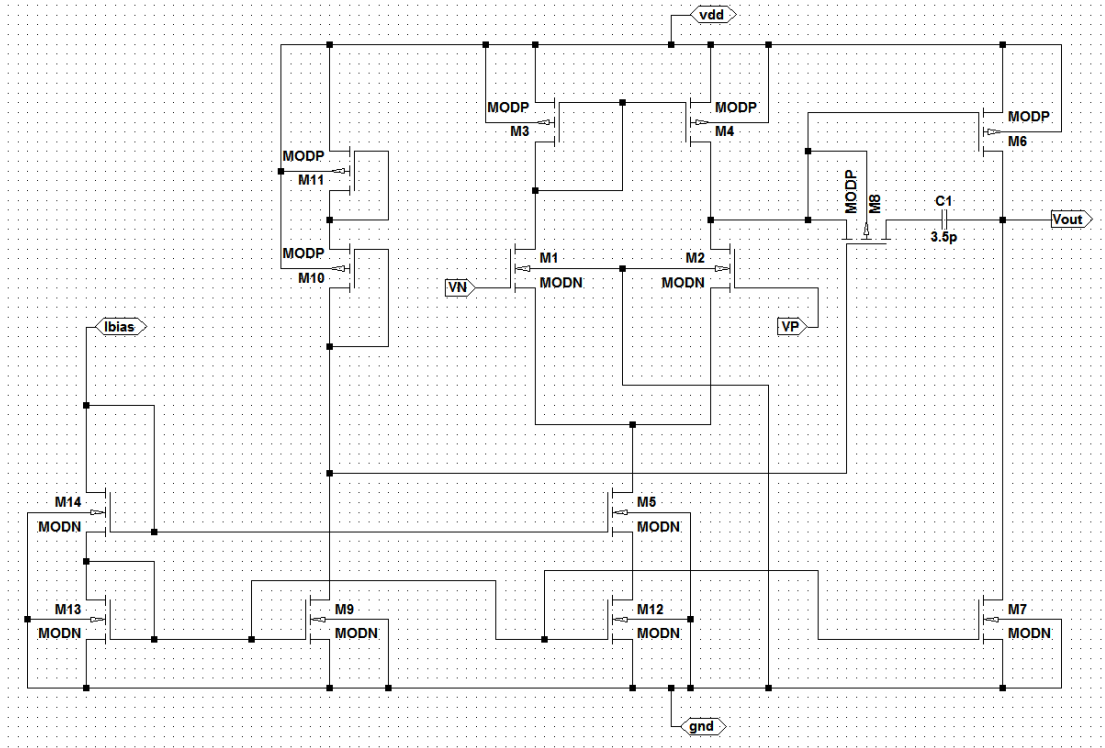 vdd
MODP
M3
MODP
M4
MODP
M6
MODP
M11
MODP
M8
C1
3.5p
Vout
MODP
M10
M1
MODN
M2
MODN
VN
VP
Ibias
M14
MODN
M5
MODN
M13
MODN
M9
MODN
M12
MODN
M7
MODN
gnd